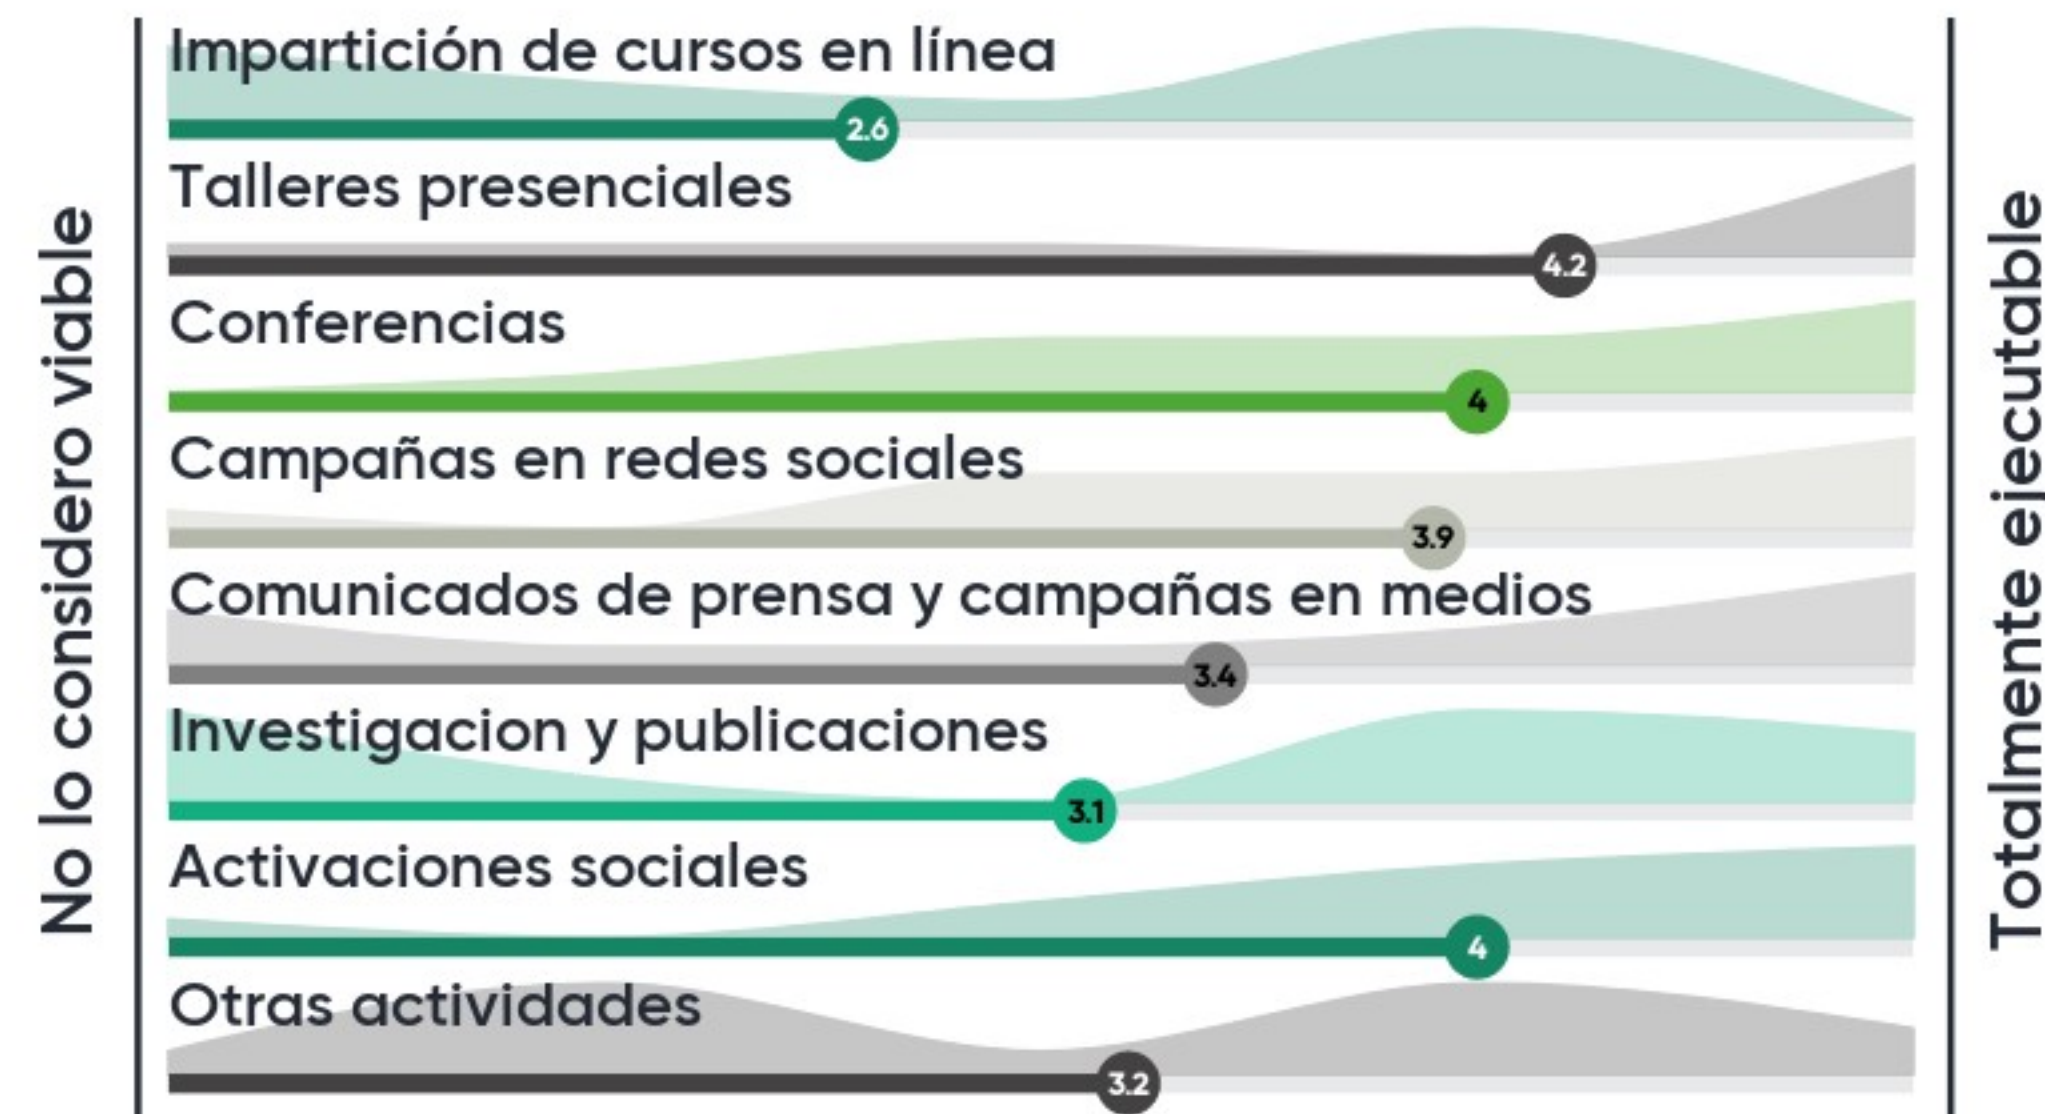 No lo considero viable
Impartición de cursos en línea
2.6
Talleres presenciales
4.2
Conferencias
4
Campañas en redes sociales
3.9
Comunicados de prensa y campañas en medios
3.4
Investigacion y publicaciones
3.1
Activaciones sociales
4
Otras actividades
3.2
Totalmente ejecutable